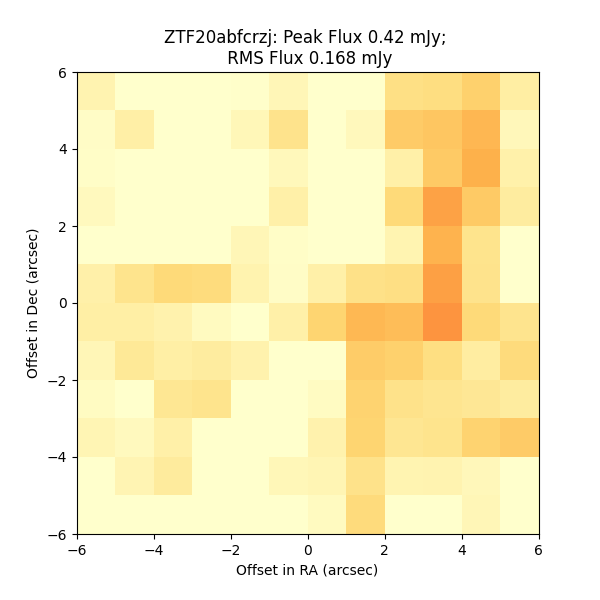 ZTF20abfcrzj: Peak Flux 0.42 mJy;
RMS Flux 0.168 mJy
6
4
2
0
−2
−4
−6
Offset in Dec (arcsec)
−6 −4 −2 0 2 4 6
Offset in RA (arcsec)